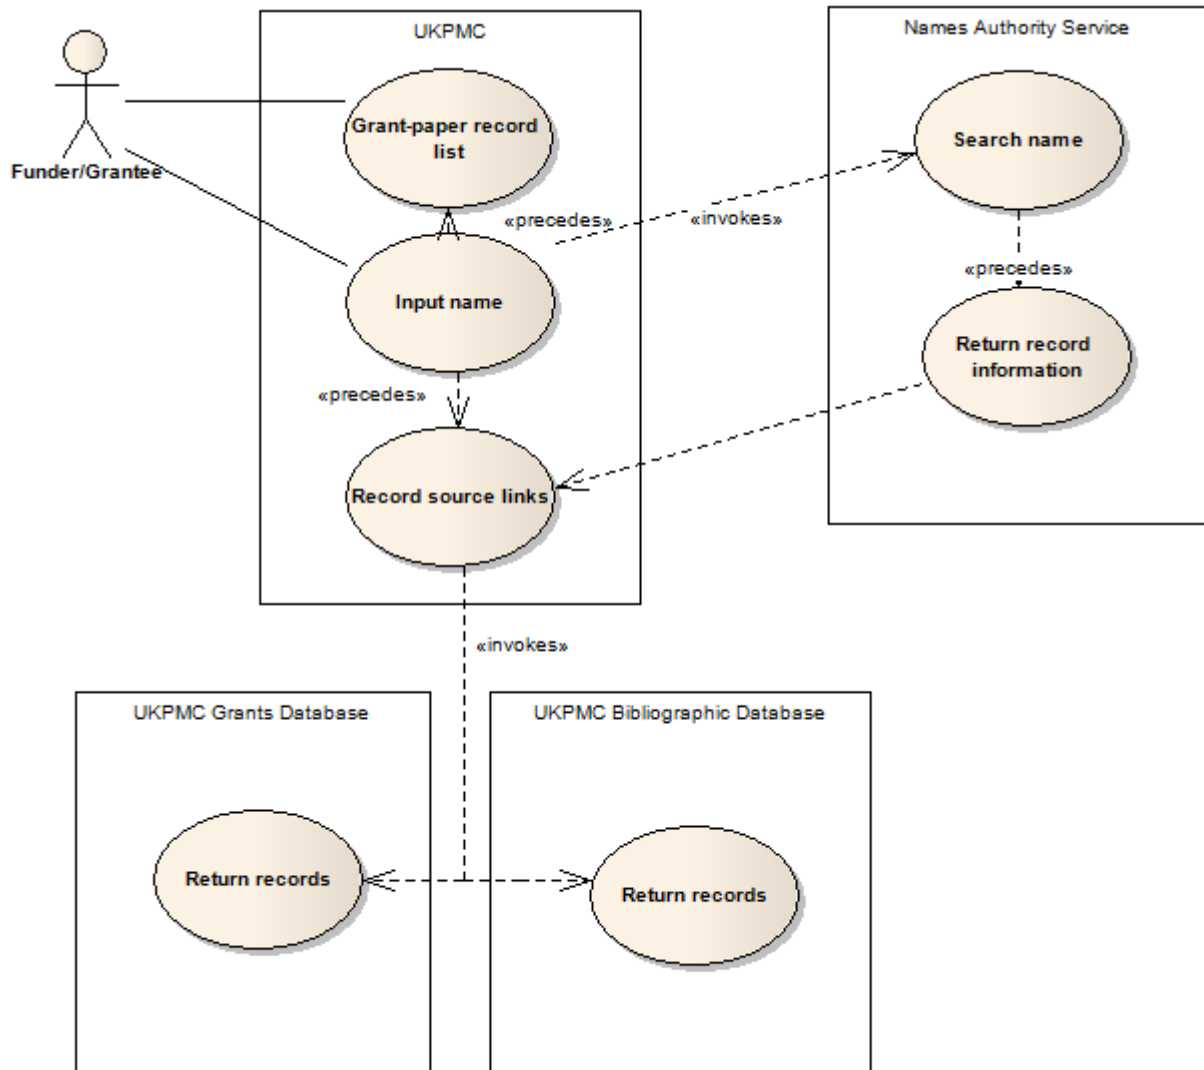 UKPMC
Names Authority Service
Funder/Grantee
Grant-paper record
list
Search name
«precedes»
«invokes»
«precedes»
Input name
Return record
information
«precedes»
Record source links
«invokes»
UKPMC Grants Database
UKPMC Bibliographic Database
Return records
Return records